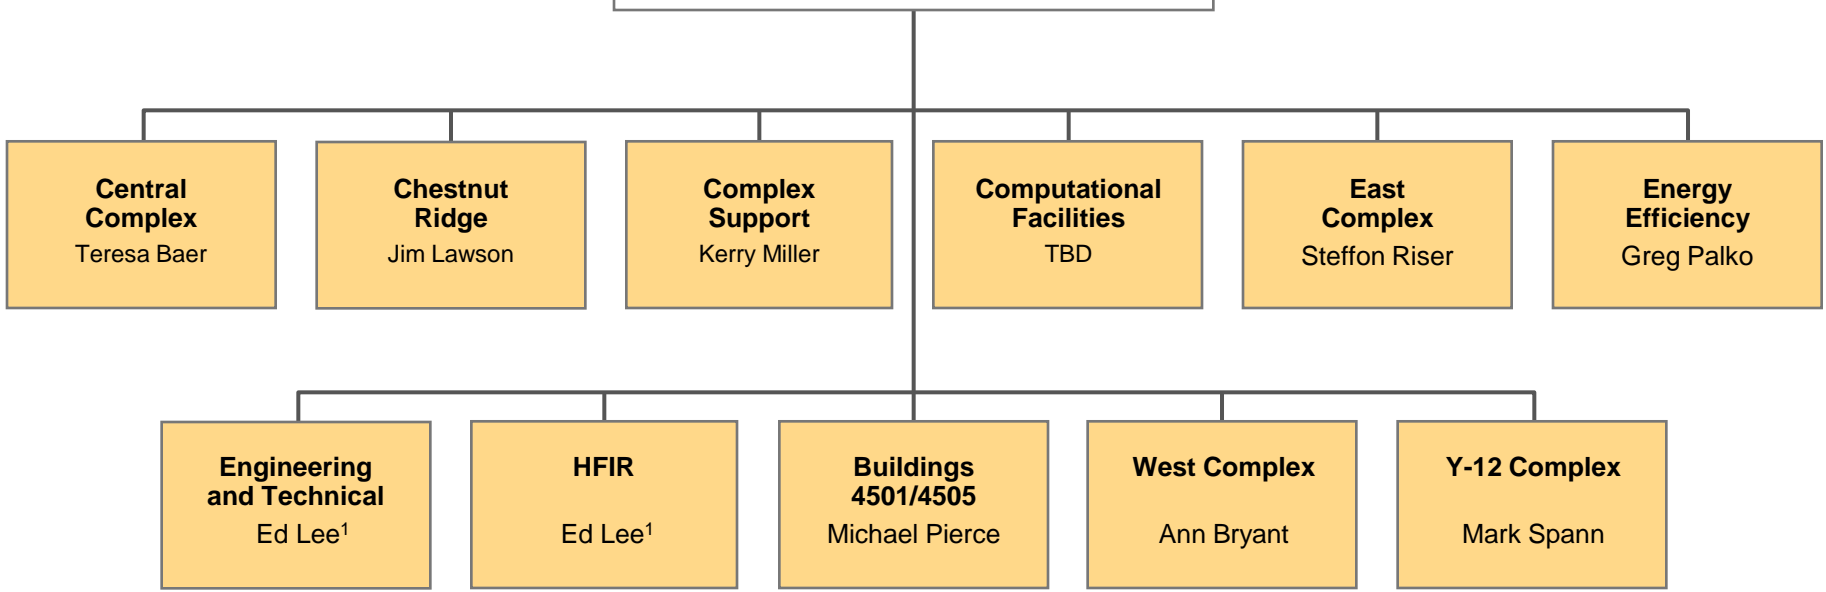 Central
Complex
Teresa Baer
Chestnut
Ridge
Jim Lawson
Complex
Support
Kerry Miller
Computational
Facilities
TBD
East
Complex
Steffon Riser
Energy
Efficiency
Greg Palko
Engineering
and Technical
Ed Lee¹
HFIR
Ed Lee¹
Buildings
4501/4505
Michael Pierce
West Complex
Ann Bryant
Y-12 Complex
Mark Spann